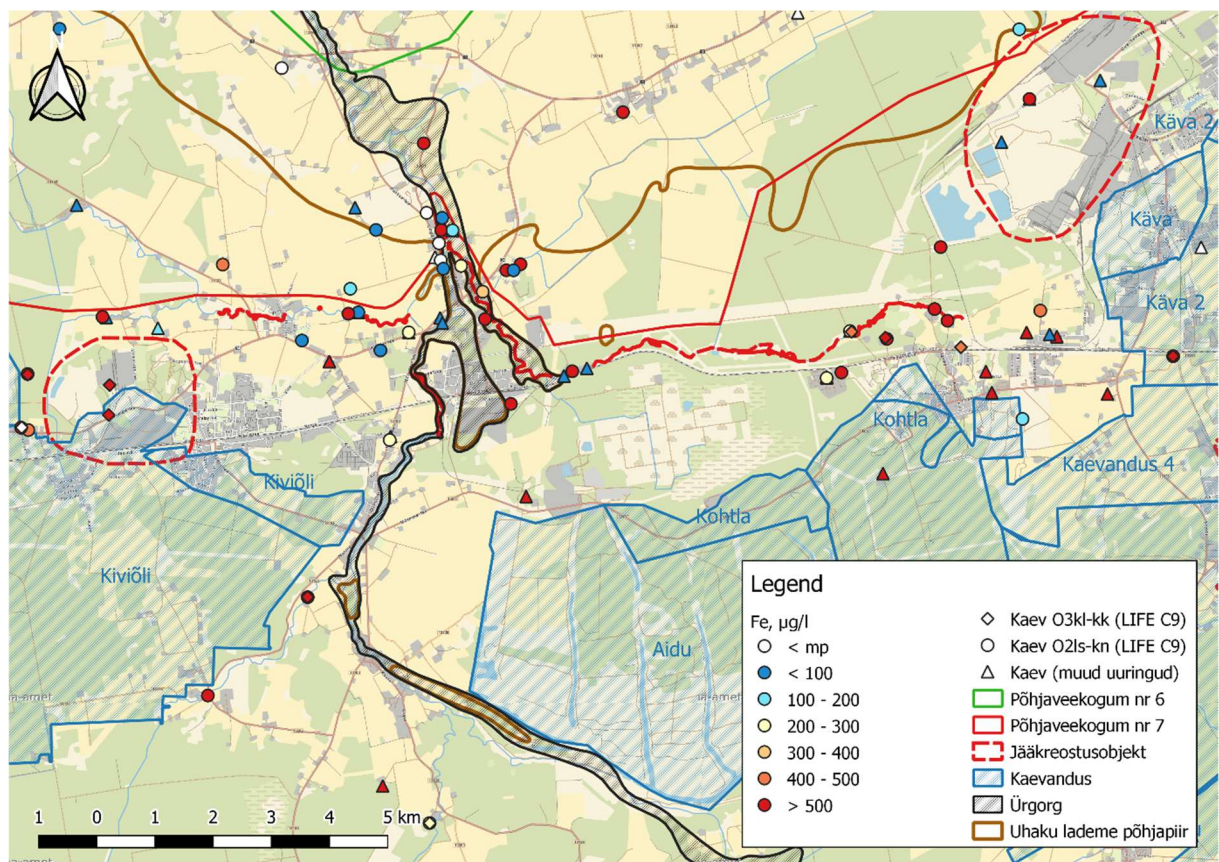 Käva 2
Käva
Käva 2
Kohtla
Kaevandus 4
Kiviõli
Kohtla
Kiviõli
Aidu
Legend
Fe, µg/l
< mp
< 100
100 - 200
200 - 300
300 - 400
400 - 500
> 500
Kaev O3kl-kk (LIFE C9)
Kaev O2ls-kn (LIFE C9)
Kaev (muud uuringud)
Põhjaveekogum nr 6
Põhjaveekogum nr 7
Jääkreostusobjekt
Kaevandus
Ürgorg
Uhaku lademe põhjapiir
1 0 1 2 3 4 5 km